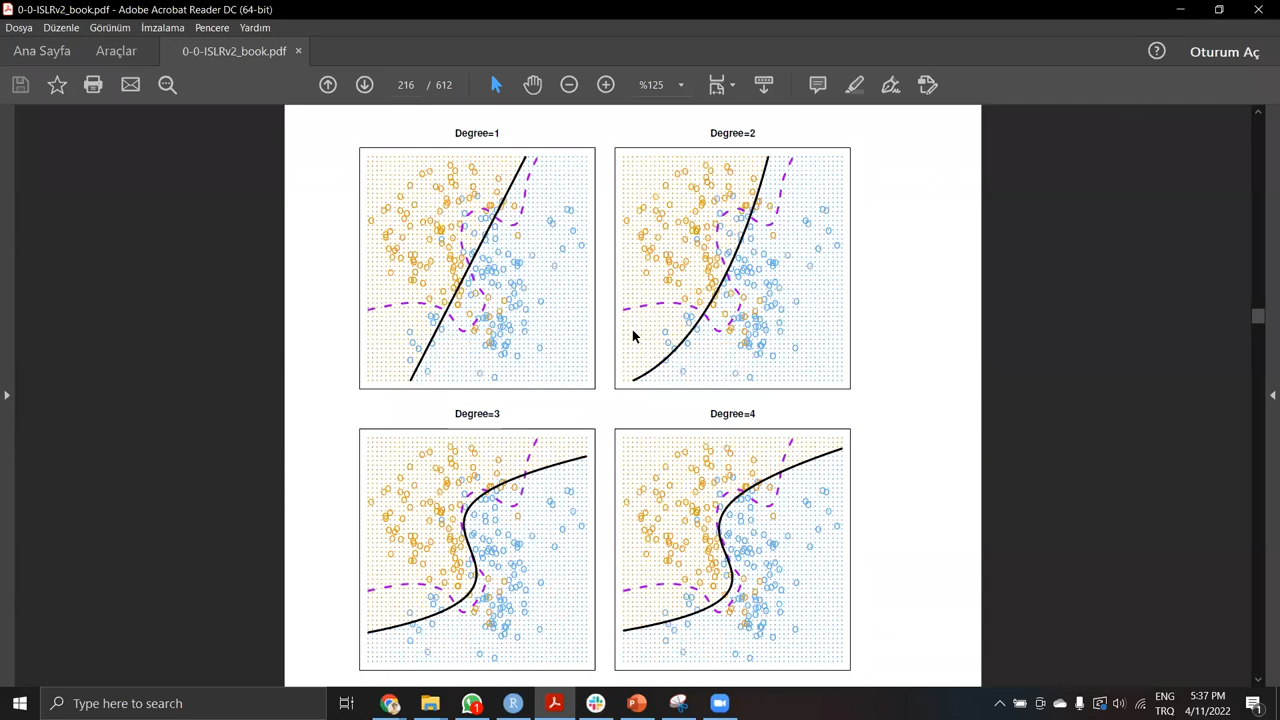 0-0-ISLRv2_book.pdf - Adobe Acrobat Reader DC (64-bit)
Dosya Düzenle Görünüm İmzalama Pencere Yardım
Ana Sayfa Araçlar 0-0-ISLRv2_book.pdf × Oturum Aç
216 / 612 %125
Degree=1 Degree=2
Degree=3 Degree=4
Type here to search
ENG 5:37 PM
TRQ 4/11/2022